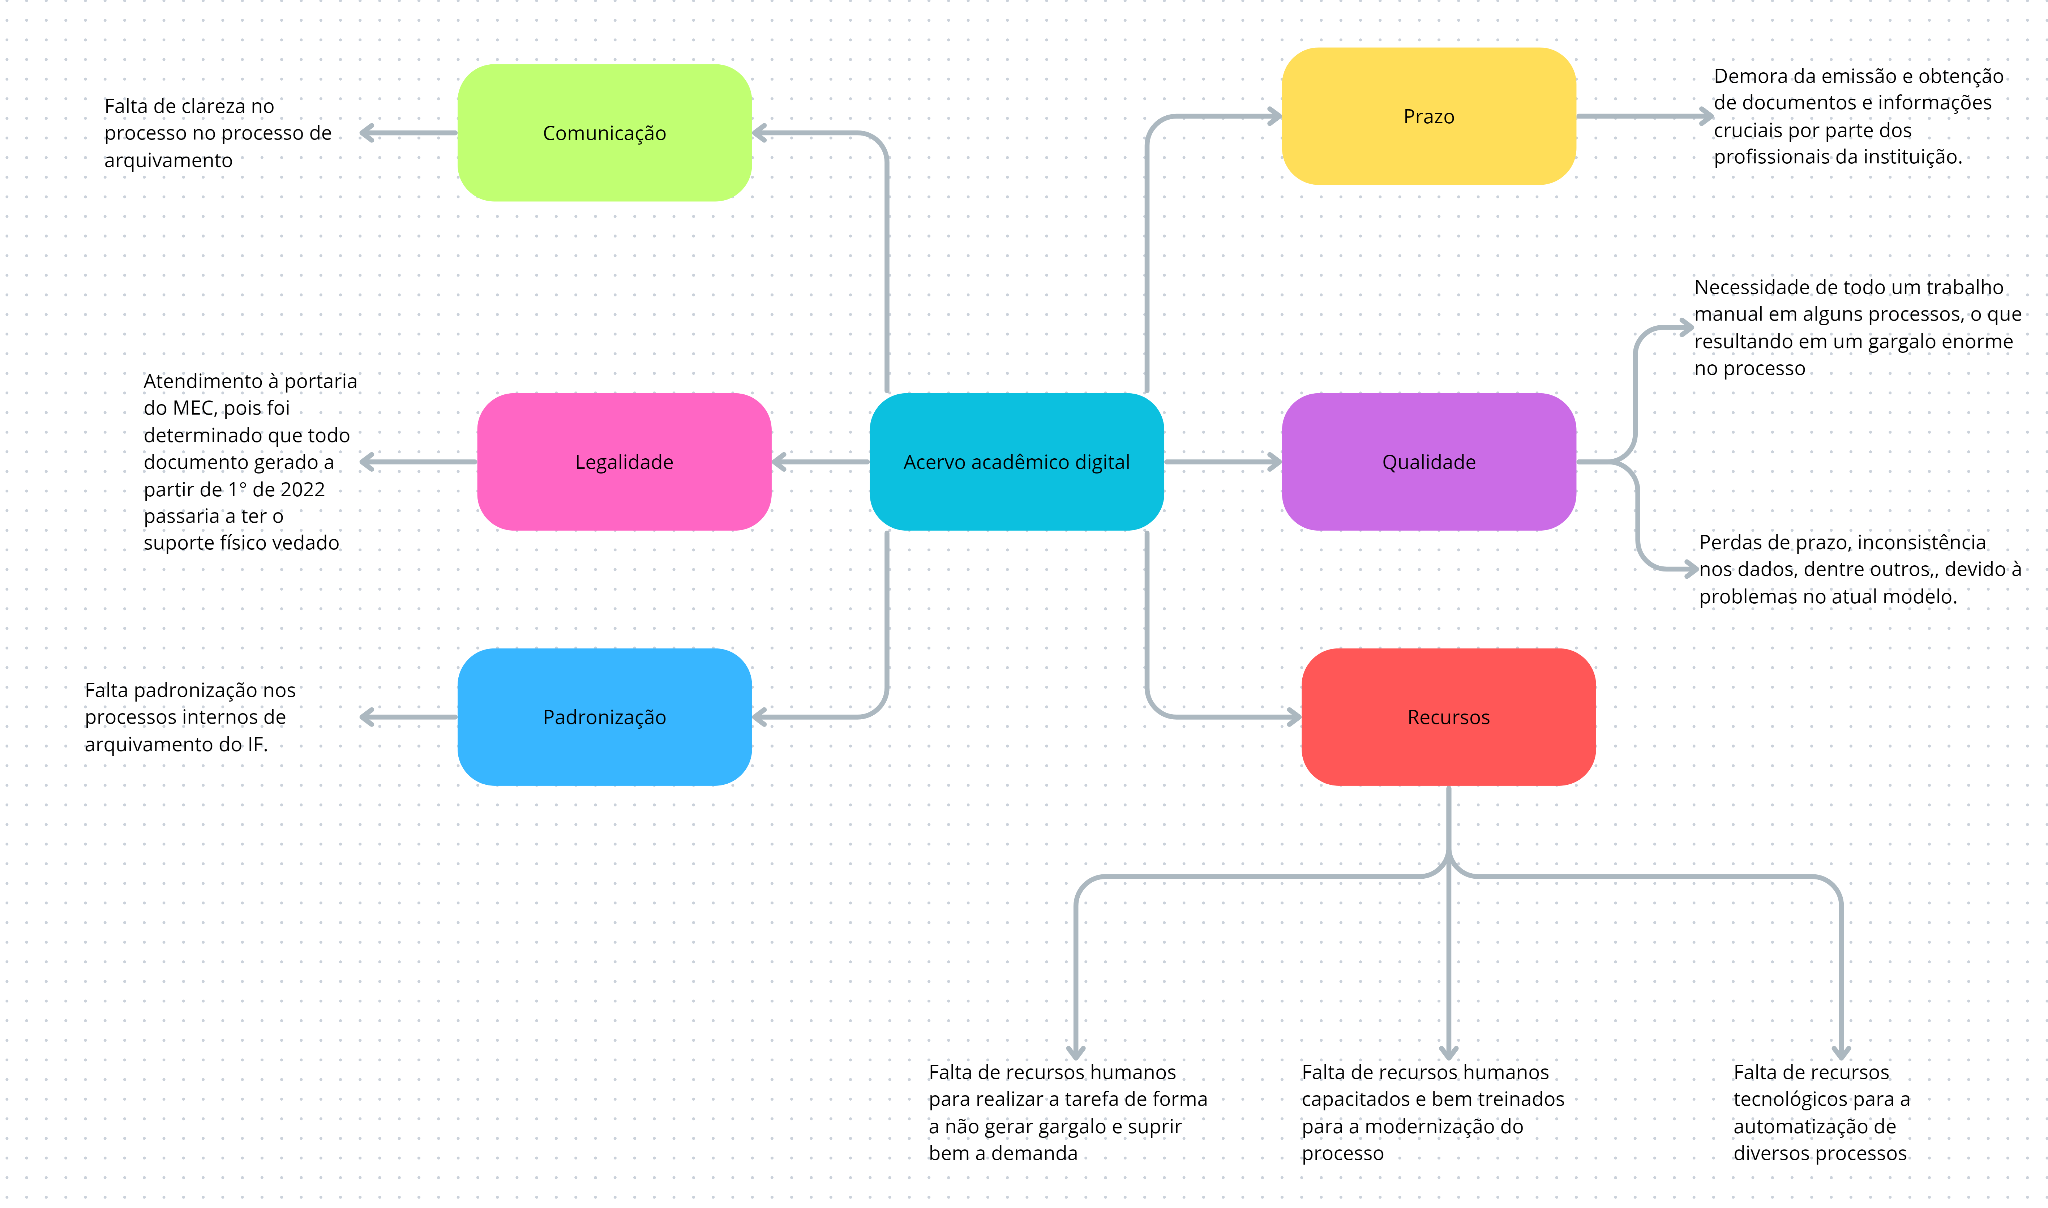 Falta de clareza no
processo no processo de
arquivamento
Comunicação
Prazo
Demora da emissão e obtenção
de documentos e informações
cruciais por parte dos
profissionais da instituição.
Necessidade de todo um trabalho
manual em alguns processos, o que
resultando em um gargalo enorme
no processo
Atendimento à portaria
do MEC, pois foi
determinado que todo
documento gerado a
partir de 1° de 2022
passaria a ter o
suporte físico vedado
Legalidade
Acervo acadêmico digital
Qualidade
Perdas de prazo, inconsistência
nos dados, dentre outros,, devido à
problemas no atual modelo.
Falta padronização nos
processos internos de
arquivamento do IF.
Padronização
Recursos
Falta de recursos humanos
para realizar a tarefa de forma
a não gerar gargalo e suprir
bem a demanda
Falta de recursos humanos
capacitados e bem treinados
para a modernização do
processo
Falta de recursos
tecnológicos para a
automatização de
diversos processos